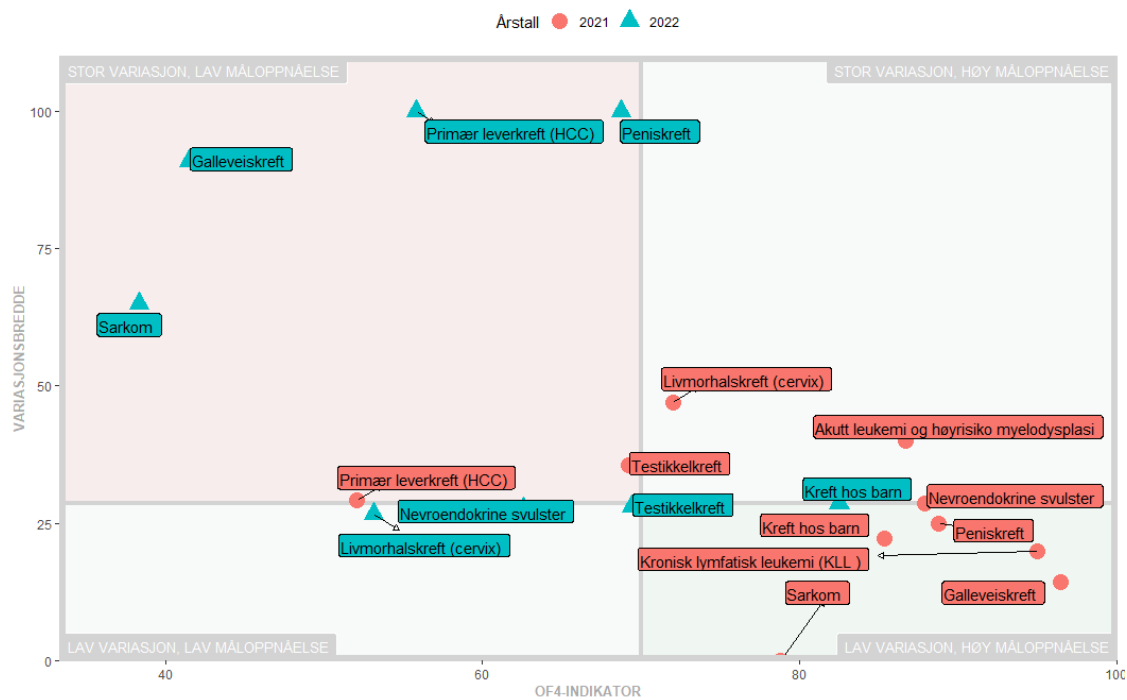 Årstall 2021 2022
STOR VARIASJON, LAV MÅLOPPNÅELSE
STOR VARIASJON, HØY MÅLOPPNÅELSE
100
Primær leverkreft (HCC)
Peniskreft
Galleveiskreft
75
VARIASJONSBREDDE
Sarkom
50
Livmorhalskreft (cervix)
Akutt leukemi og høyrisiko myelodysplasi
Testikkelkreft
Primær leverkreft (HCC)
Kreft hos barn
Nevroendokrine svulster
Nevroendokrine svulster
Testikkelkreft
25
Kreft hos barn
Peniskreft
Livmorhalskreft (cervix)
Kronisk lymfatisk leukemi (KLL )
Sarkom
Galleveiskreft
LAV VARIASJON, LAV MÅLOPPNÅELSE
LAV VARIASJON, HØY MÅLOPPNÅELSE
0
40
60
80
100
OF4-INDIKATOR